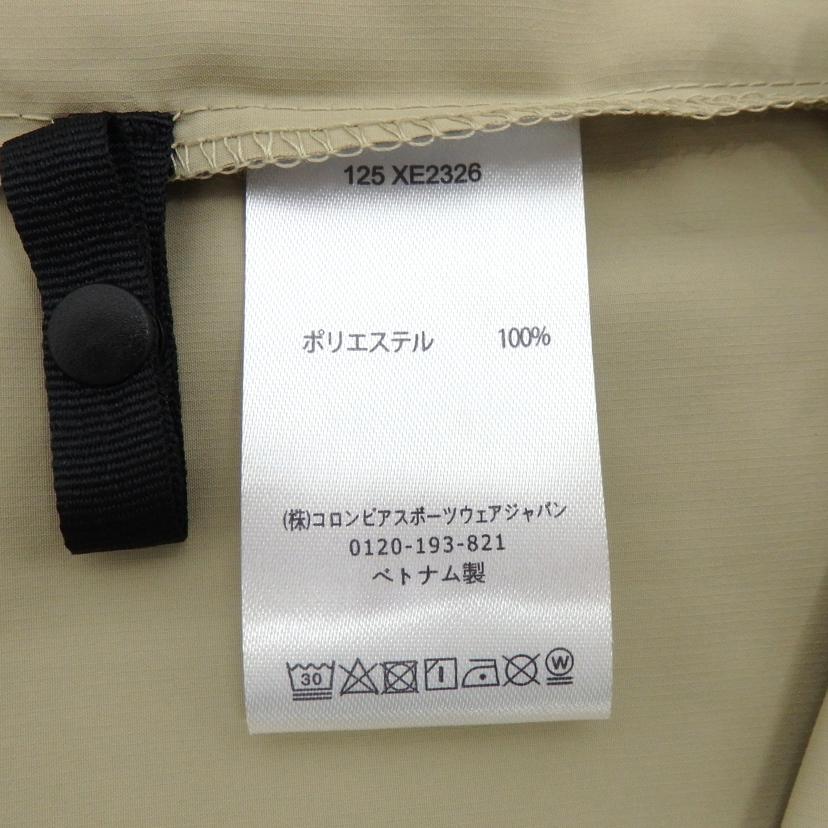 125 XE2326
ポリエステル 100%
(株)コロンビアスポーツウェアジャパン
0120-193-821
ベトナム製
30 W